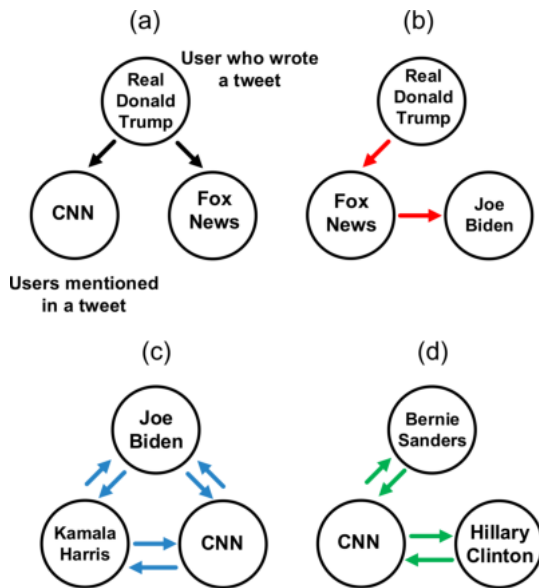 (a)
User who wrote
a tweet
Real
Donald
Trump
CNN
Fox
News
Users mentioned
in a tweet
(b)
Real
Donald
Trump
Fox
News
Joe
Biden
(c)
Joe
Biden
Kamala
Harris
CNN
(d)
Bernie
Sanders
CNN
Hillary
Clinton